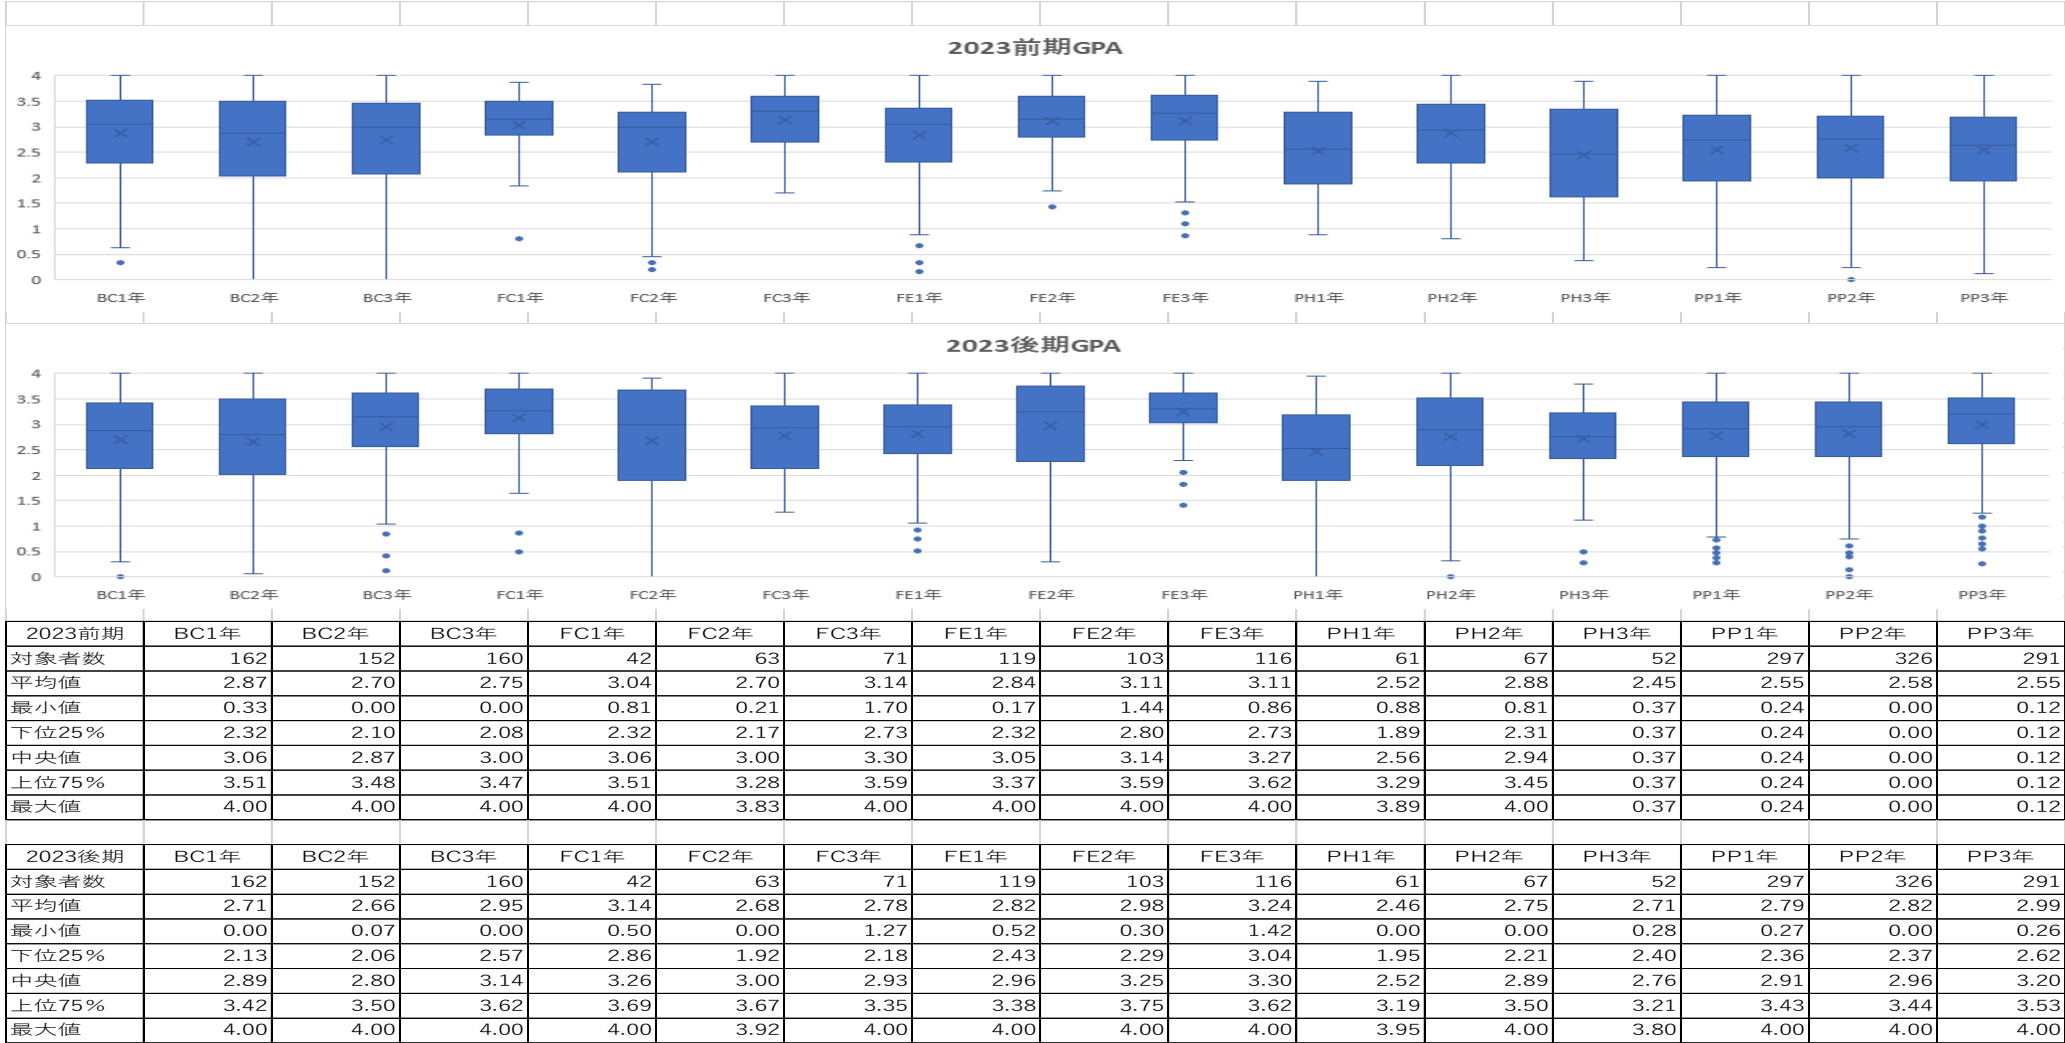 2023前期GPA
4
3.5
3
2.5
2
1.5
1
0.5
0
BC1年 BC2年 BC3年 FC1年 FC2年 FC3年 FE1年 FE2年 FE3年 PH1年 PH2年 PH3年 PP1年 PP2年 PP3年
2023後期GPA
4
3.5
3
2.5
2
1.5
1
0.5
0
BC1年 BC2年 BC3年 FC1年 FC2年 FC3年 FE1年 FE2年 FE3年 PH1年 PH2年 PH3年 PP1年 PP2年 PP3年
2023前期 BC1年 BC2年 BC3年 FC1年 FC2年 FC3年 FE1年 FE2年 FE3年 PH1年 PH2年 PH3年 PP1年 PP2年 PP3年
対象者数 162 152 160 42 63 71 119 103 116 61 67 52 297 326 291
平均値 2.87 2.70 2.75 3.04 2.70 3.14 2.84 3.11 3.11 2.52 2.88 2.45 2.55 2.58 2.55
最小値 0.33 0.00 0.00 0.81 0.21 1.70 0.17 1.44 0.86 0.88 0.81 0.37 0.24 0.00 0.12
下位25% 2.32 2.10 2.08 2.32 2.17 2.73 2.32 2.80 2.73 1.89 2.31 0.37 0.24 0.00 0.12
中央値 3.06 2.87 3.00 3.06 3.00 3.30 3.05 3.14 3.27 2.56 2.94 0.37 0.24 0.00 0.12
上位75% 3.51 3.48 3.47 3.51 3.28 3.59 3.37 3.59 3.62 3.29 3.45 0.37 0.24 0.00 0.12
最大値 4.00 4.00 4.00 4.00 3.83 4.00 4.00 4.00 4.00 3.89 4.00 0.37 0.24 0.00 0.12
2023後期 BC1年 BC2年 BC3年 FC1年 FC2年 FC3年 FE1年 FE2年 FE3年 PH1年 PH2年 PH3年 PP1年 PP2年 PP3年
対象者数 162 152 160 42 63 71 119 103 116 61 67 52 297 326 291
平均値 2.71 2.66 2.95 3.14 2.68 2.78 2.82 2.98 3.24 2.46 2.75 2.71 2.79 2.82 2.99
最小値 0.00 0.07 0.00 0.50 0.00 1.27 0.52 0.30 1.42 0.00 0.00 0.28 0.27 0.00 0.26
下位25% 2.13 2.06 2.57 2.86 1.92 2.18 2.43 2.29 3.04 1.95 2.21 2.40 2.36 2.37 2.62
中央値 2.89 2.80 3.14 3.26 3.00 2.93 2.96 3.25 3.30 2.52 2.89 2.76 2.91 2.96 3.20
上位75% 3.42 3.50 3.62 3.69 3.67 3.35 3.38 3.75 3.62 3.19 3.50 3.21 3.43 3.44 3.53
最大値 4.00 4.00 4.00 4.00 3.92 4.00 4.00 4.00 4.00 3.95 4.00 3.80 4.00 4.00 4.00